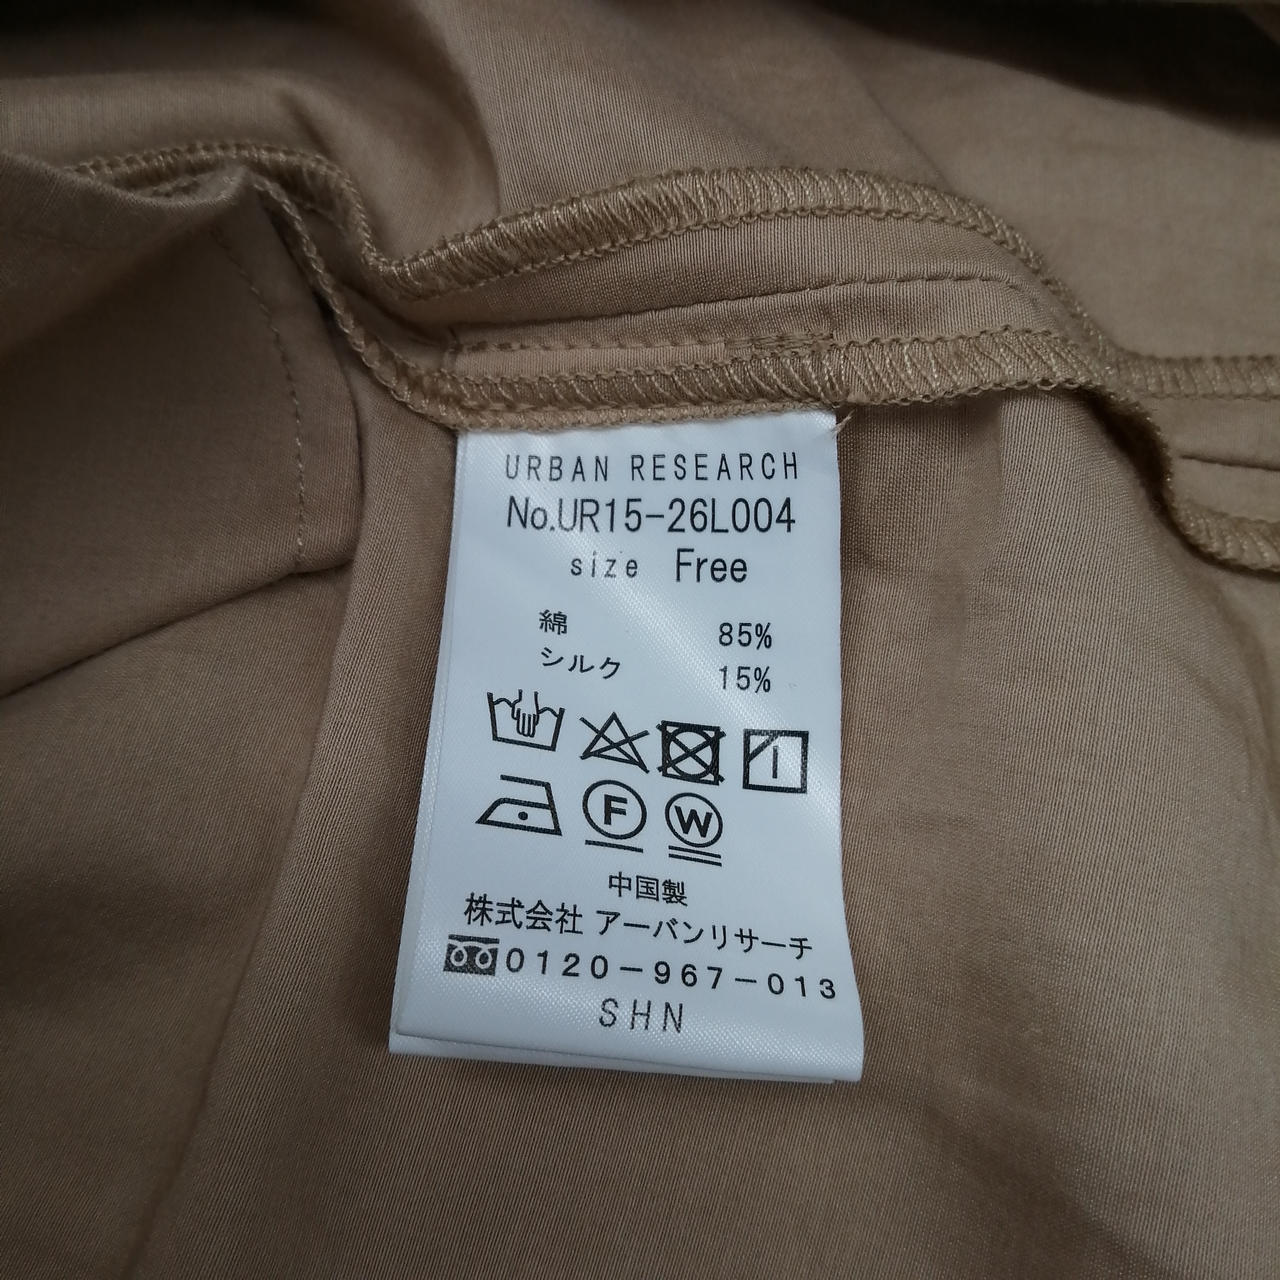 URBAN RESEARCH
No.UR15-26L004
size Free
綿 85%
シルク 15%
F W
中国製
株式会社 アーバンリサーチ
0120-967-013
SHN